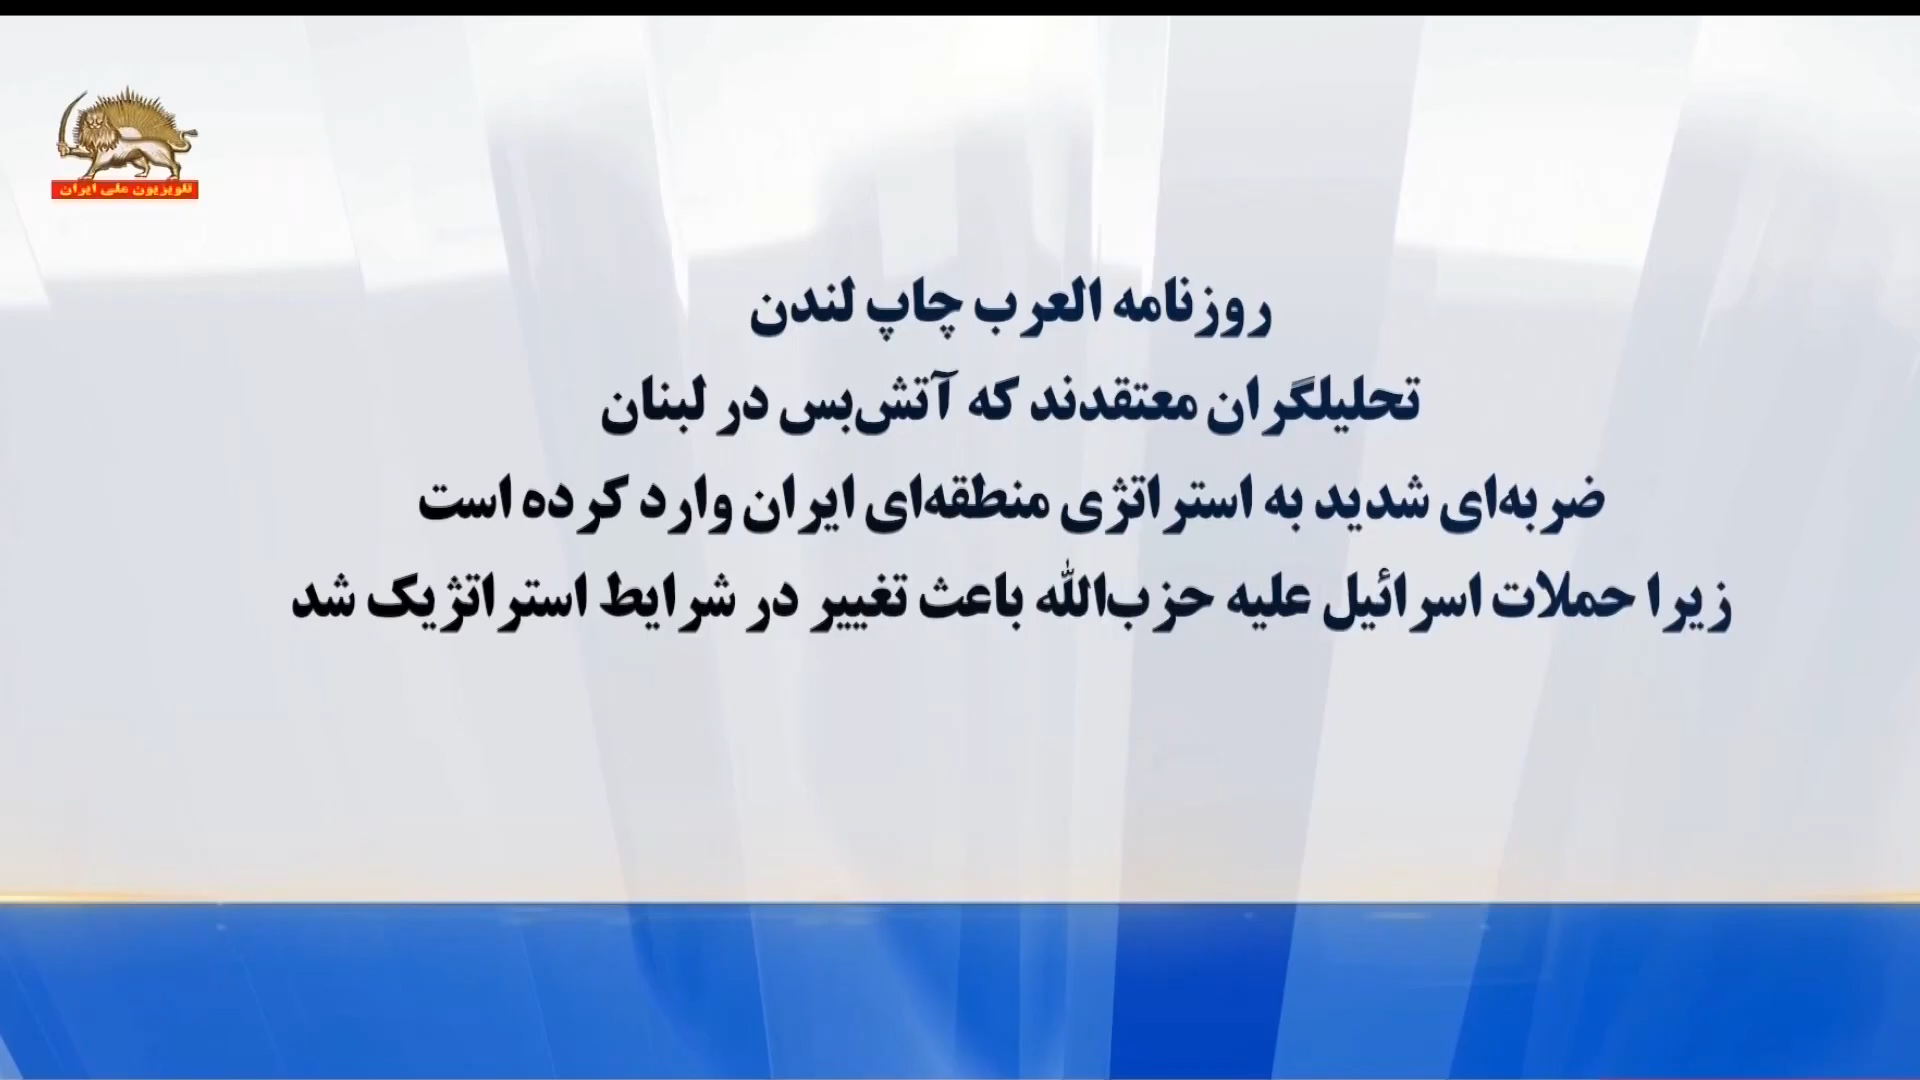 تلویزیون ملی ایران
روزنامه العرب چاپ لندن
تحلیلگران معتقدند که آتش‌بس در لبنان
ضربه‌ای شدید به استراتژی منطقه‌ای ایران وارد کرده است
زیرا حملات اسرائیل علیه حزب‌الله باعث تغییر در شرایط استراتژیک شد